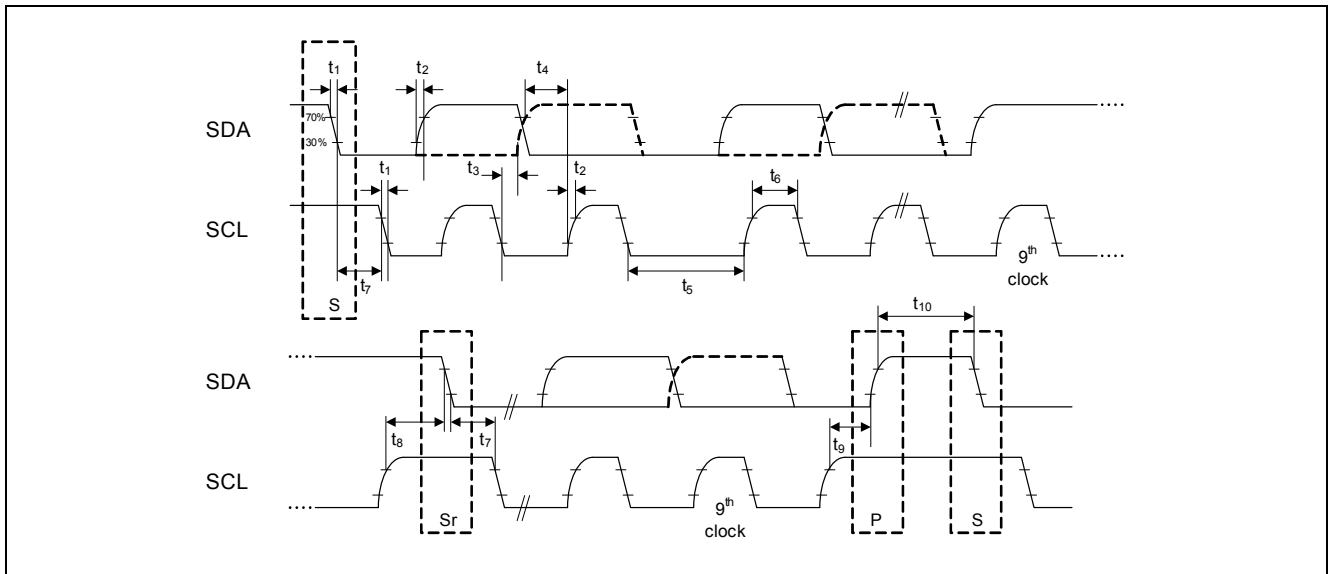 t1 t2 t4
70%
SDA
30%
t1 t3 t2 t6
SCL
9th
clock
t7 t5
S
t10
SDA
t8 t7 t9
SCL
9th
clock
Sr P S